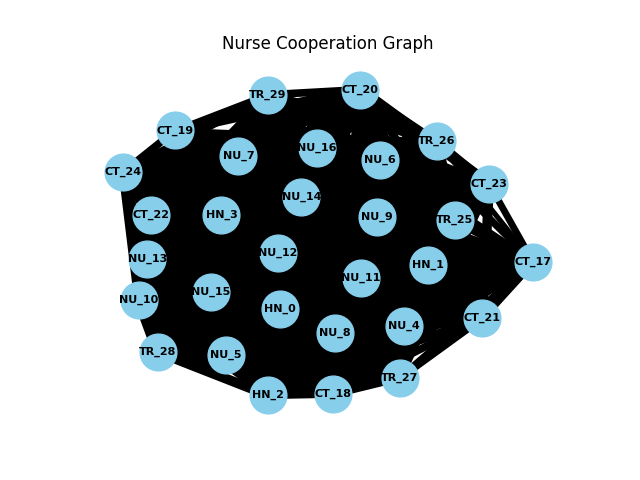 Nurse Cooperation Graph
CT_20
TR_29
CT_19
TR_26
NU_16
NU_7
NU_6
CT_24
CT_23
NU_14
CT_22
HN_3
NU_9
TR_25
NU_12
NU_13
CT_17
HN_1
NU_11
NU_15
NU_10
HN_0
CT_21
NU_4
NU_8
TR_28
NU_5
TR_27
CT_18
HN_2